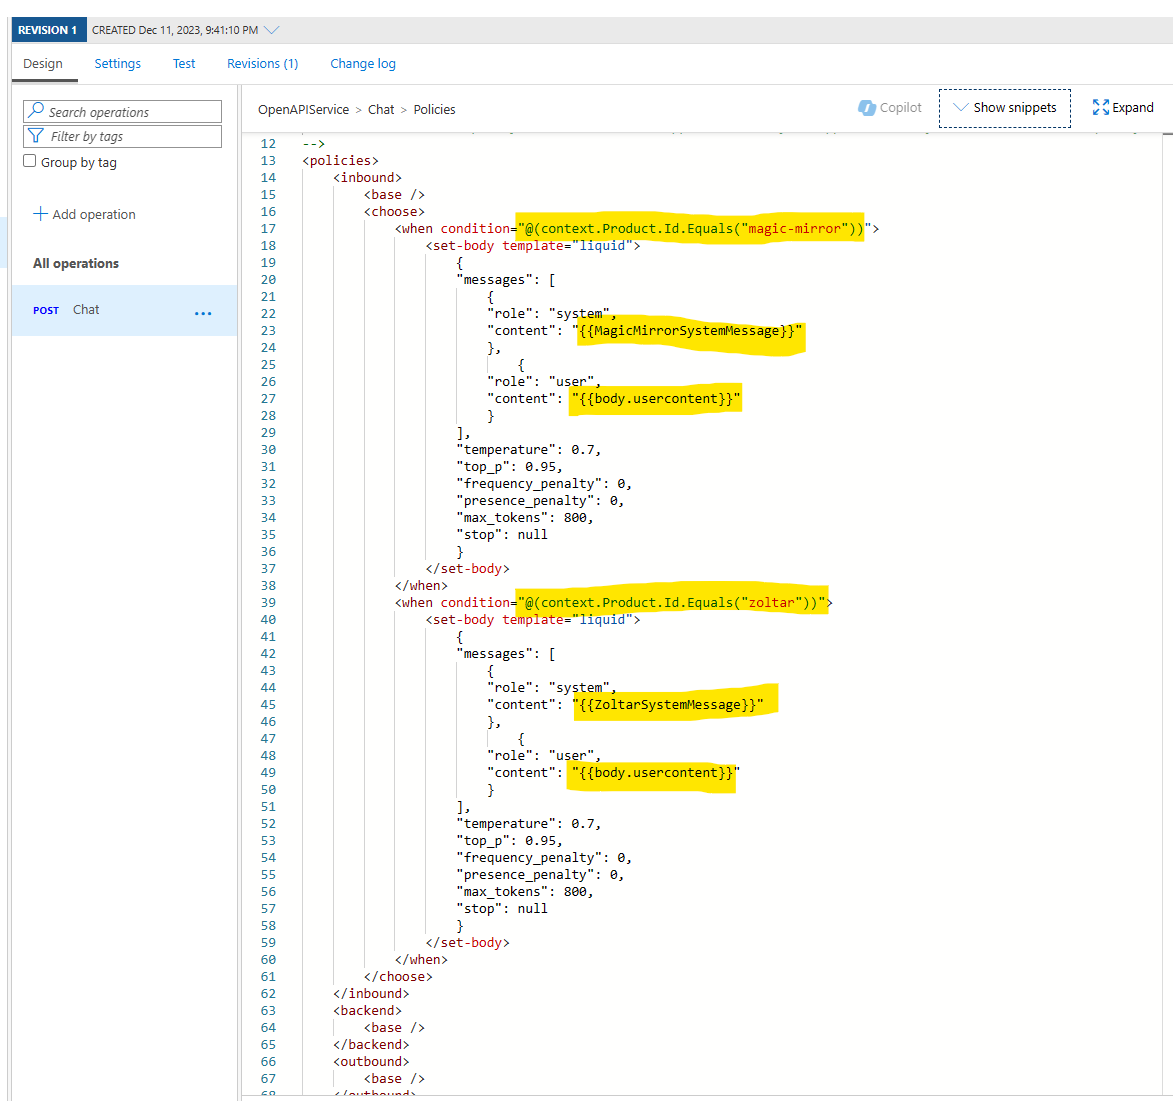 REVISION 1 CREATED Dec 11, 2023, 9:41:10 PM
Design Settings Test Revisions (1) Change log
Search operations
Filter by tags
Group by tag
Add operation
All operations
POST Chat ...
OpenAPIService > Chat > Policies
Copilot Show snippets Expand
12 -->
13 <policies>
14 <inbound>
15 <base />
16 <choose>
17 <when condition="@(context.Product.Id.Equals("magic-mirror"))">
18 <set-body template="liquid">
19 {
20 "messages": [
21 {
22 "role": "system",
23 "content": "{{MagicMirrorSystemMessage}}"
24 },
25 {
26 "role": "user",
27 "content": "{{body.usercontent}}"
28 }
29 ],
30 "temperature": 0.7,
31 "top_p": 0.95,
32 "frequency_penalty": 0,
33 "presence_penalty": 0,
34 "max_tokens": 800,
35 "stop": null
36 }
37 </set-body>
38 </when>
39 <when condition="@(context.Product.Id.Equals("zoltar"))">
40 <set-body template="liquid">
41 {
42 "messages": [
43 {
44 "role": "system",
45 "content": "{{ZoltarSystemMessage}}"
46 },
47 {
48 "role": "user",
49 "content": "{{body.usercontent}}"
50 }
51 ],
52 "temperature": 0.7,
53 "top_p": 0.95,
54 "frequency_penalty": 0,
55 "presence_penalty": 0,
56 "max_tokens": 800,
57 "stop": null
58 }
59 </set-body>
60 </when>
61 </choose>
62 </inbound>
63 <backend>
64 <base />
65 </backend>
66 <outbound>
67 <base />
68 </outbound>